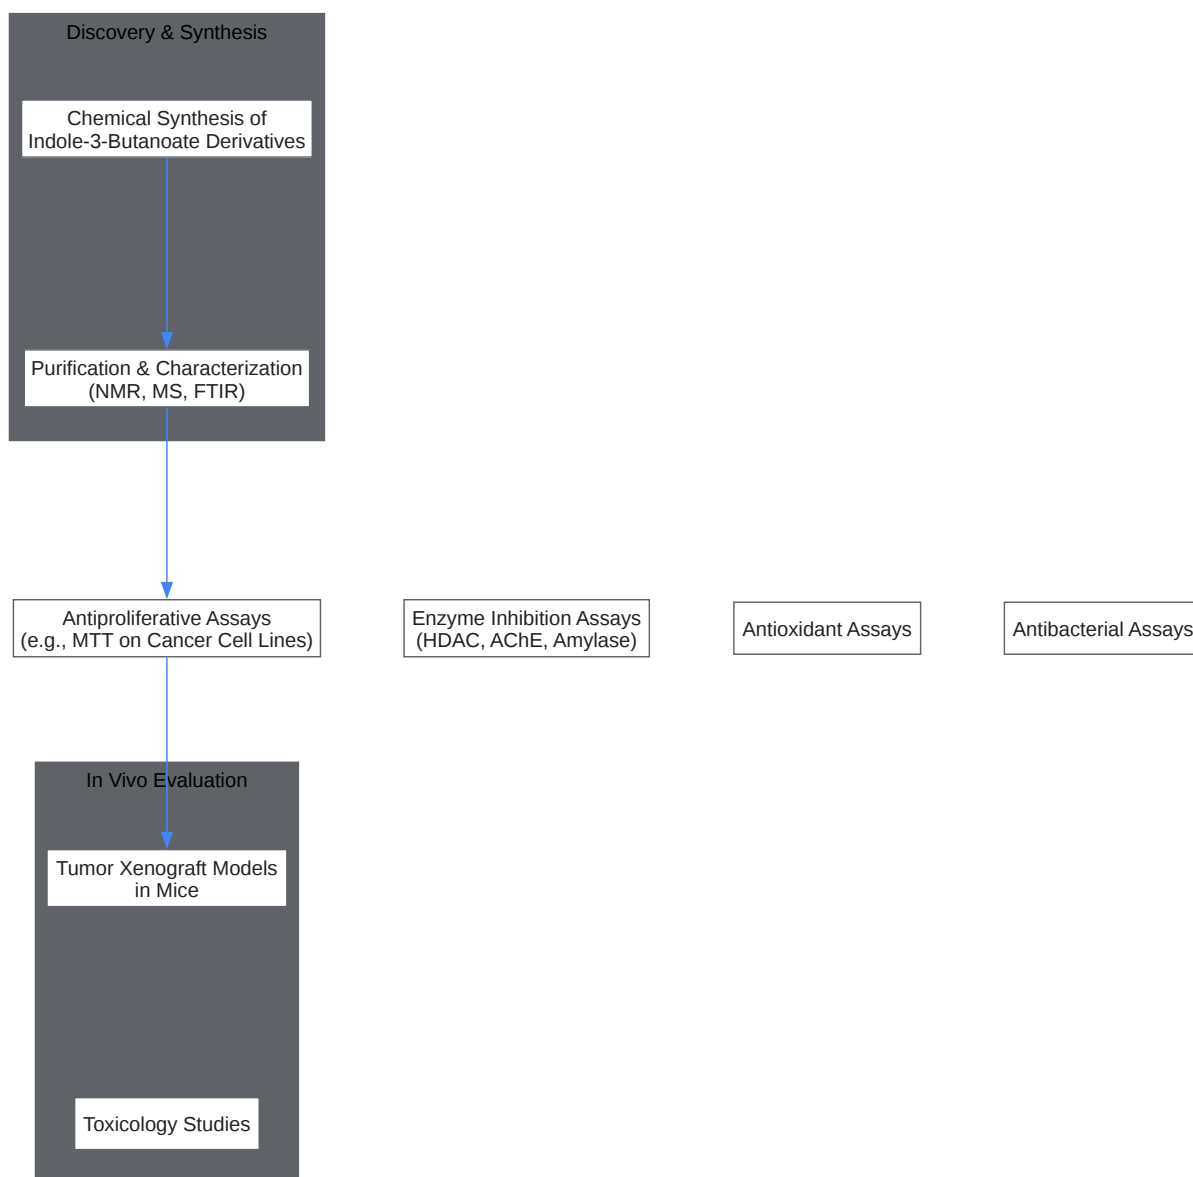 Discovery & Synthesis
Chemical Synthesis of
Indole-3-Butanoate Derivatives
Purification & Characterization
(NMR, MS, FTIR)
Antiproliferative Assays
(e.g., MTT on Cancer Cell Lines)
Enzyme Inhibition Assays
(HDAC, AChE, Amylase)
Antioxidant Assays
Antibacterial Assays
In Vivo Evaluation
Tumor Xenograft Models
in Mice
Toxicology Studies